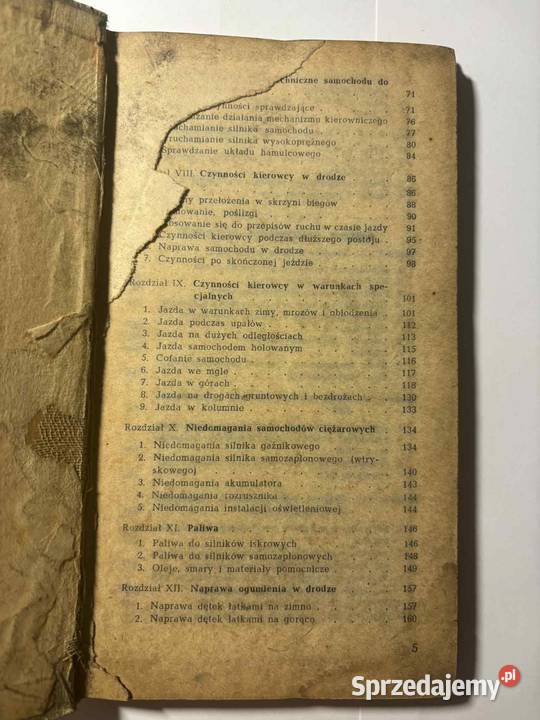 chniczne samochodu do
71
ynności sprawdzające . 71
dzanie działania mechanizmu kierowniczego 76
ruchamianie silnika samochodu . 77
ruchamianie silnika wysokoprężnego . 80
Sprawdzanie układu hamulcowego . 84
ał VIII. Czynności kierowcy w drodze . 86
86
ny przełożenia w skrzyni biegów . 88
mowanie, poślizgi . 90
osowanie się do przepisów ruchu w czasie jazdy 91
Czynności kierowcy podczas dłuższego postoju . 95
Naprawa samochodu w drodze . 97
7. Czynności po skończonej jeździe . 98
Rozdział IX. Czynności kierowcy w warunkach spe-
cjalnych . 101
1. Jazda w warunkach zimy, mrozów i oblodzenia 101
2. Jazda podczas upałów . 112
3. Jazda na dużych odległościach . 113
4. Jazda samochodem holowanym . 115
5. Cofanie samochodu . 116
6. Jazda we mgle . 117
7. Jazda w górach . 118
8. Jazda na drogach gruntowych i bezdrożach . 130
9. Jazda w kolumnie . 133
Rozdział X. Niedomagania samochodów ciężarowych . 134
1. Niedomagania silnika gaźnikowego . 134
2. Niedomagania silnika samozapłonowego (wtry-
skowego) . 140
3. Niedomagania akumulatora . 143
4. Niedomagania rozrusznika . 144
5. Niedomagania instalacji oświetleniowej . 144
Rozdział XI. Paliwa . 146
1. Paliwa do silników iskrowych . 146
2. Paliwa do silników samozapłonowych . 148
3. Oleje, smary i materiały pomocnicze . 149
Rozdział XII. Naprawa ogumienia w drodze . 157
1. Naprawa dętek łatkami na zimno . 157
2. Naprawa dętek łatkami na gorąco . 160
5
Sprzedajemy.pl